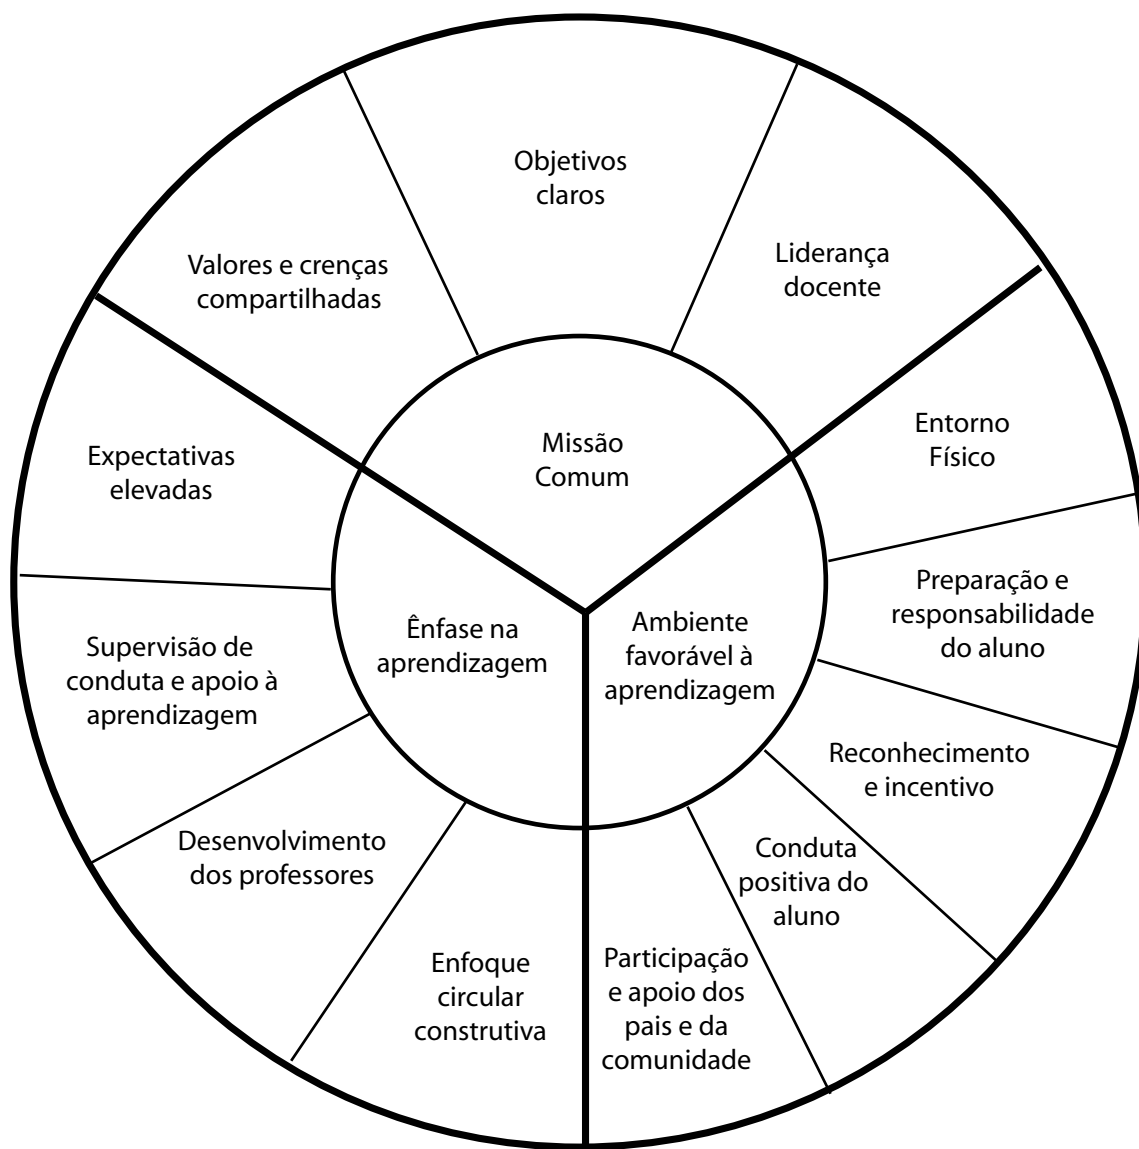 Objetivos
claros
Valores e crenças
compartilhadas
Liderança
docente
Missão
Comum
Entorno
Físico
Expectativas
elevadas
Preparação e
responsabilidade
do aluno
Ênfase na
aprendizagem
Ambiente
favorável à
aprendizagem
Supervisão de
conduta e apoio à
aprendizagem
Reconhecimento
e incentivo
Desenvolvimento
dos professores
Conduta
positiva do
aluno
Enfoque
circular
construtiva
Participação
e apoio dos
pais e da
comunidade